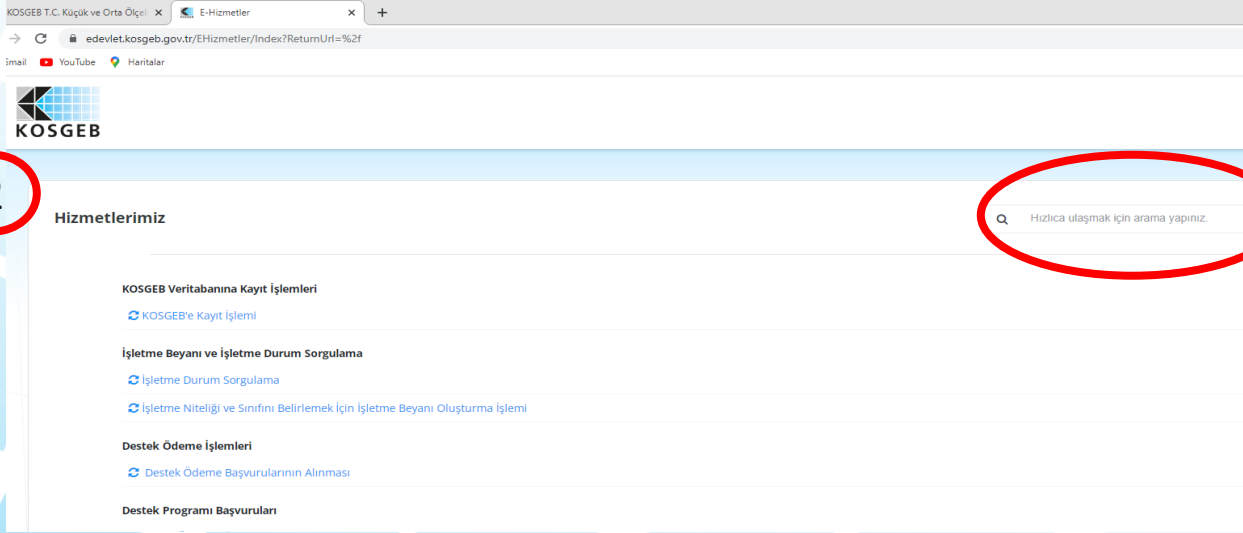 KOSGEB T.C. Küçük ve Orta Ölçek
E-Hizmetler
edevlet.kosgeb.gov.tr/EHizmetler/Index?ReturnUrl=%2f
YouTube
Haritalar
KOSGEB
Hizmetlerimiz
Hızlıca ulaşmak için arama yapınız.
KOSGEB Veritabanına Kayıt İşlemleri
KOSGEB'e Kayıt İşlemi
İşletme Beyanı ve İşletme Durum Sorgulama
İşletme Durum Sorgulama
İşletme Niteliği ve Sınıfını Belirlemek İçin İşletme Beyanı Oluşturma İşlemi
Destek Ödeme İşlemleri
Destek Ödeme Başvurularının Alınması
Destek Programı Başvuruları